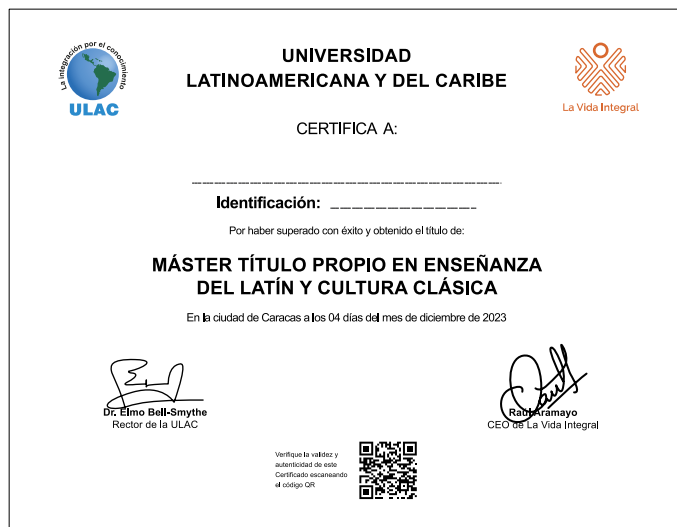 La integración por el conocimiento
ULAC
UNIVERSIDAD
LATINOAMERICANA Y DEL CARIBE
La Vida Integral
CERTIFICA A:
Identificación:
Por haber superado con éxito y obtenido el título de:
MÁSTER TÍTULO PROPIO EN ENSEÑANZA
DEL LATÍN Y CULTURA CLÁSICA
En la ciudad de Caracas a los 04 días del mes de diciembre de 2023
Dr. Elmo Bell-Smythe
Rector de la ULAC
Raúl Aramayo
CEO de La Vida Integral
Verifique la validez y
autenticidad de este
Certificado escaneando
el código QR